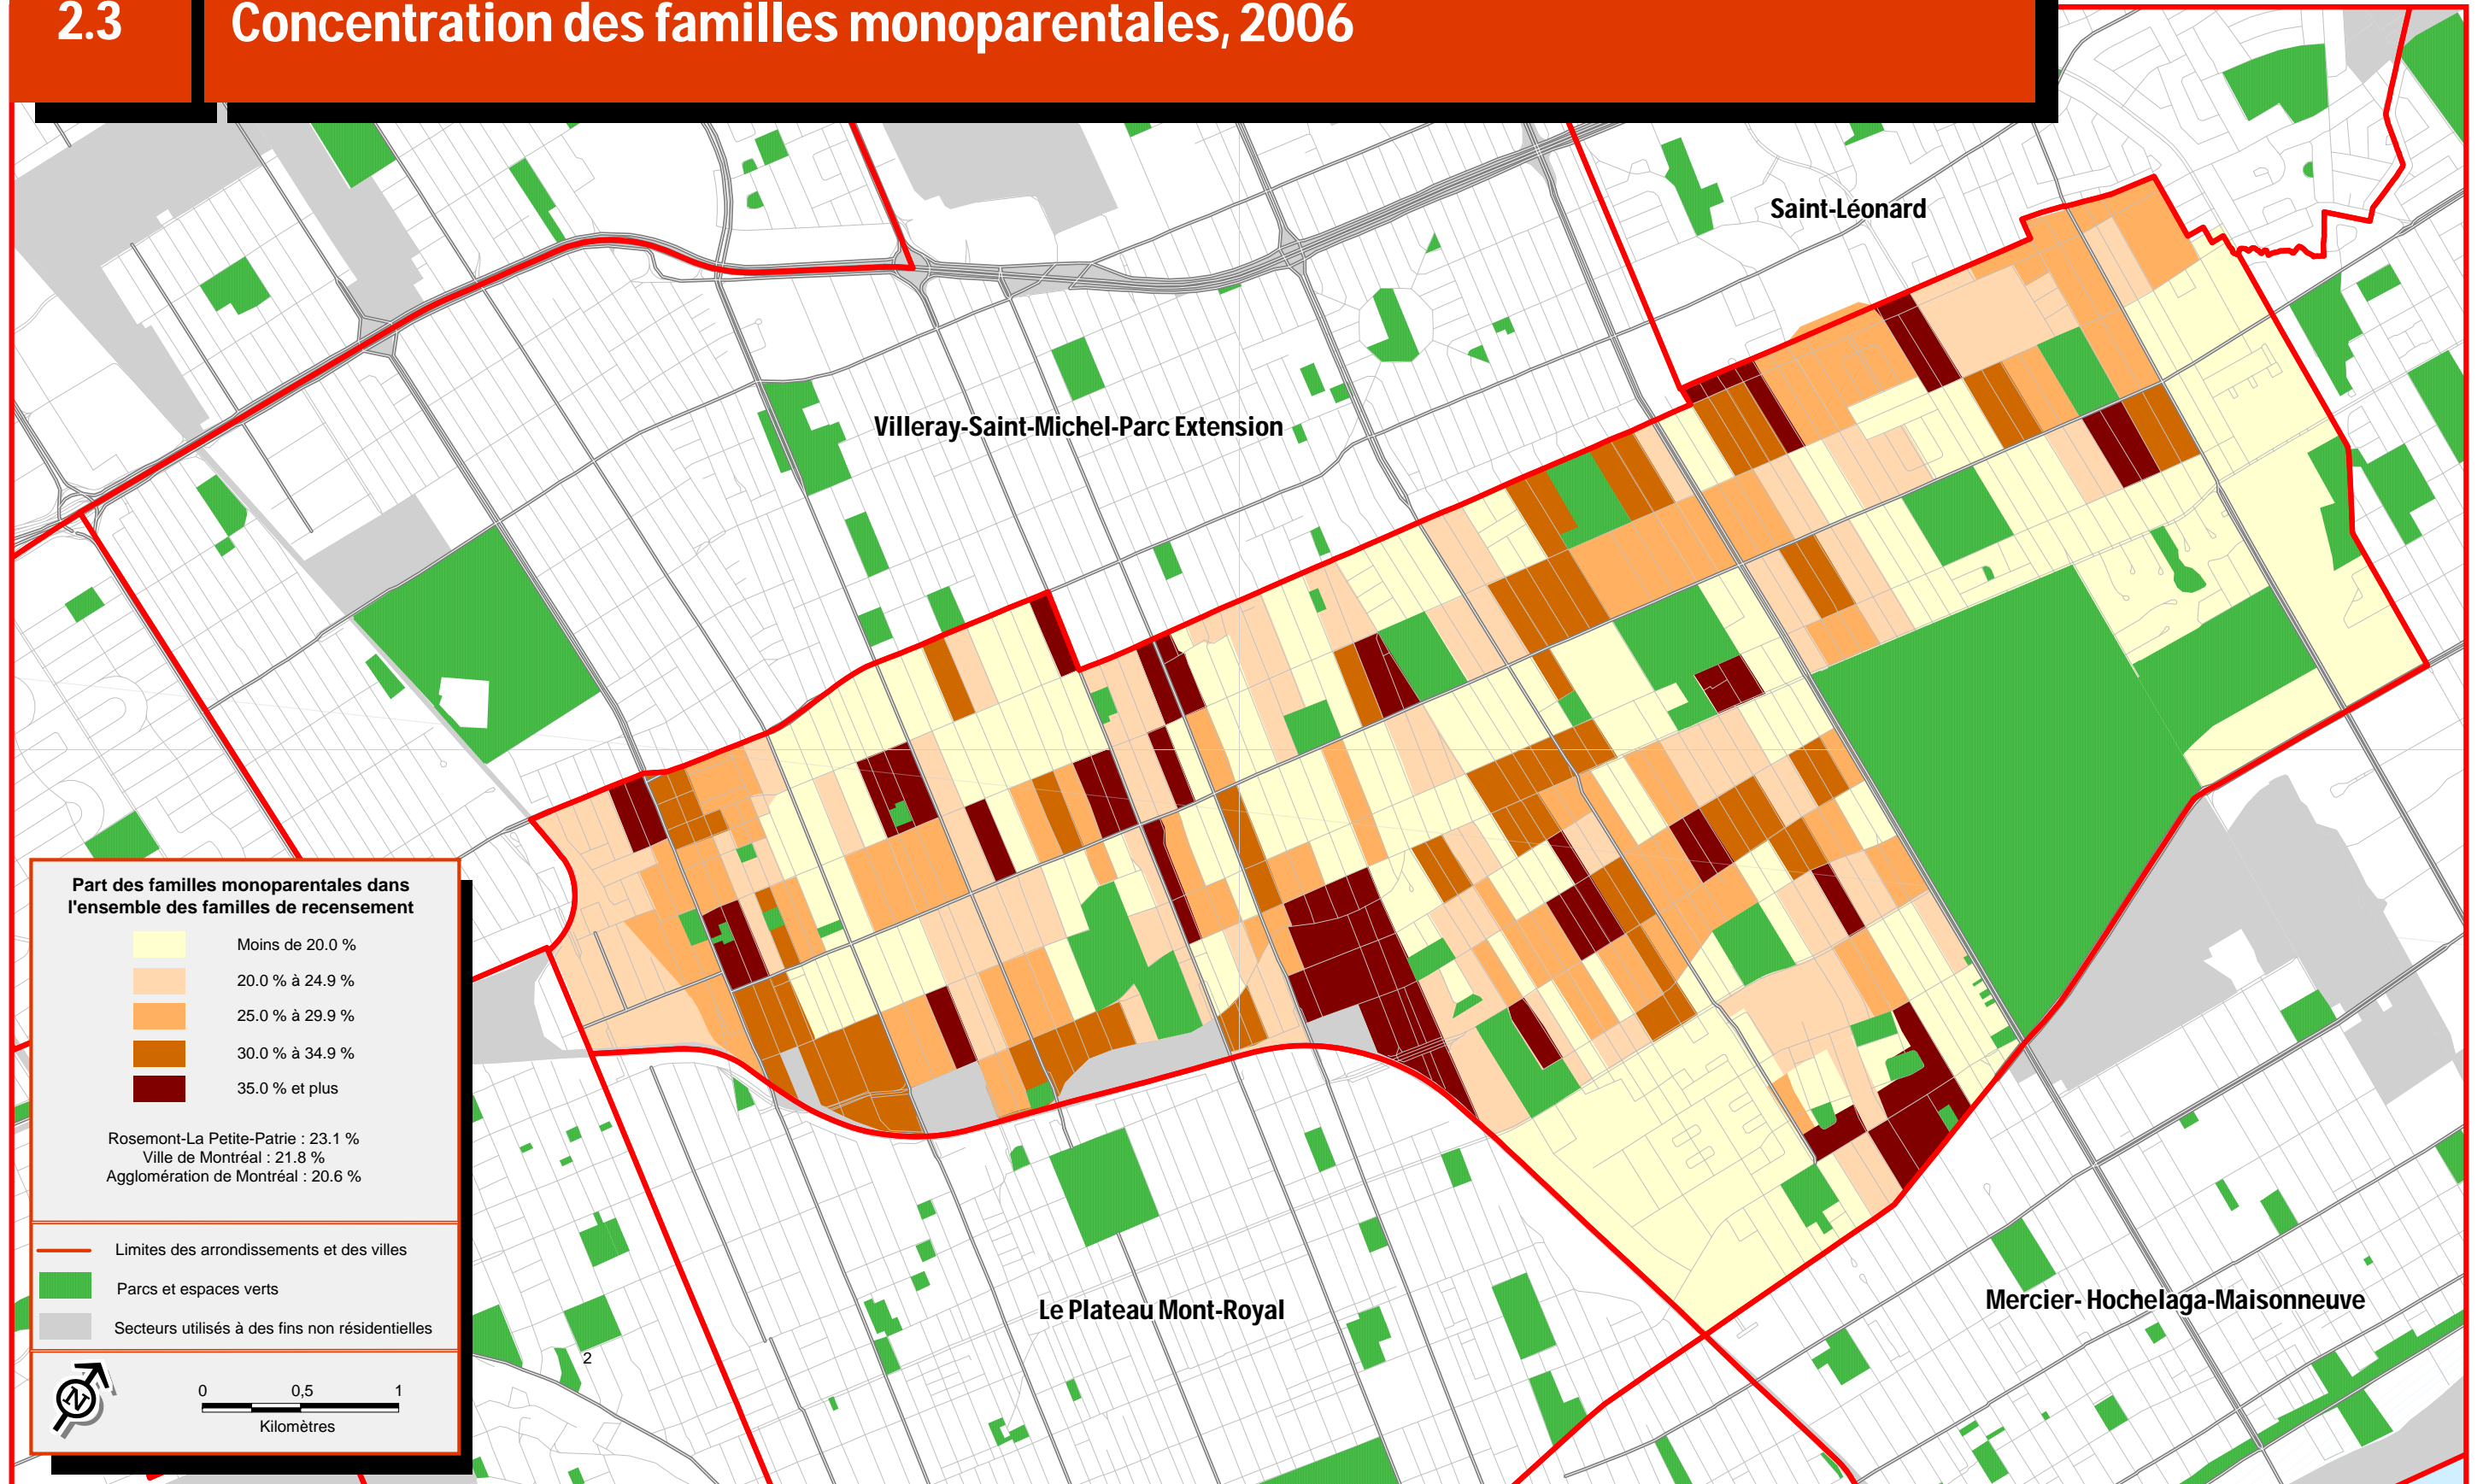 2.3
Concentration des familles monoparentales, 2006
Saint-Léonard
Villeray-Saint-Michel-Parc Extension
Part des familles monoparentales dans
l'ensemble des familles de recensement
Moins de 20.0 %
20.0 % à 24.9 %
25.0 % à 29.9 %
30.0 % à 34.9 %
35.0 % et plus
Rosemont-La Petite-Patrie : 23.1 %
Ville de Montréal : 21.8 %
Agglomération de Montréal : 20.6 %
Limites des arrondissements et des villes
Parcs et espaces verts
Secteurs utilisés à des fins non résidentielles
N
0 0,5 1
Kilomètres
2
Le Plateau Mont-Royal
Mercier- Hochelaga-Maisonneuve